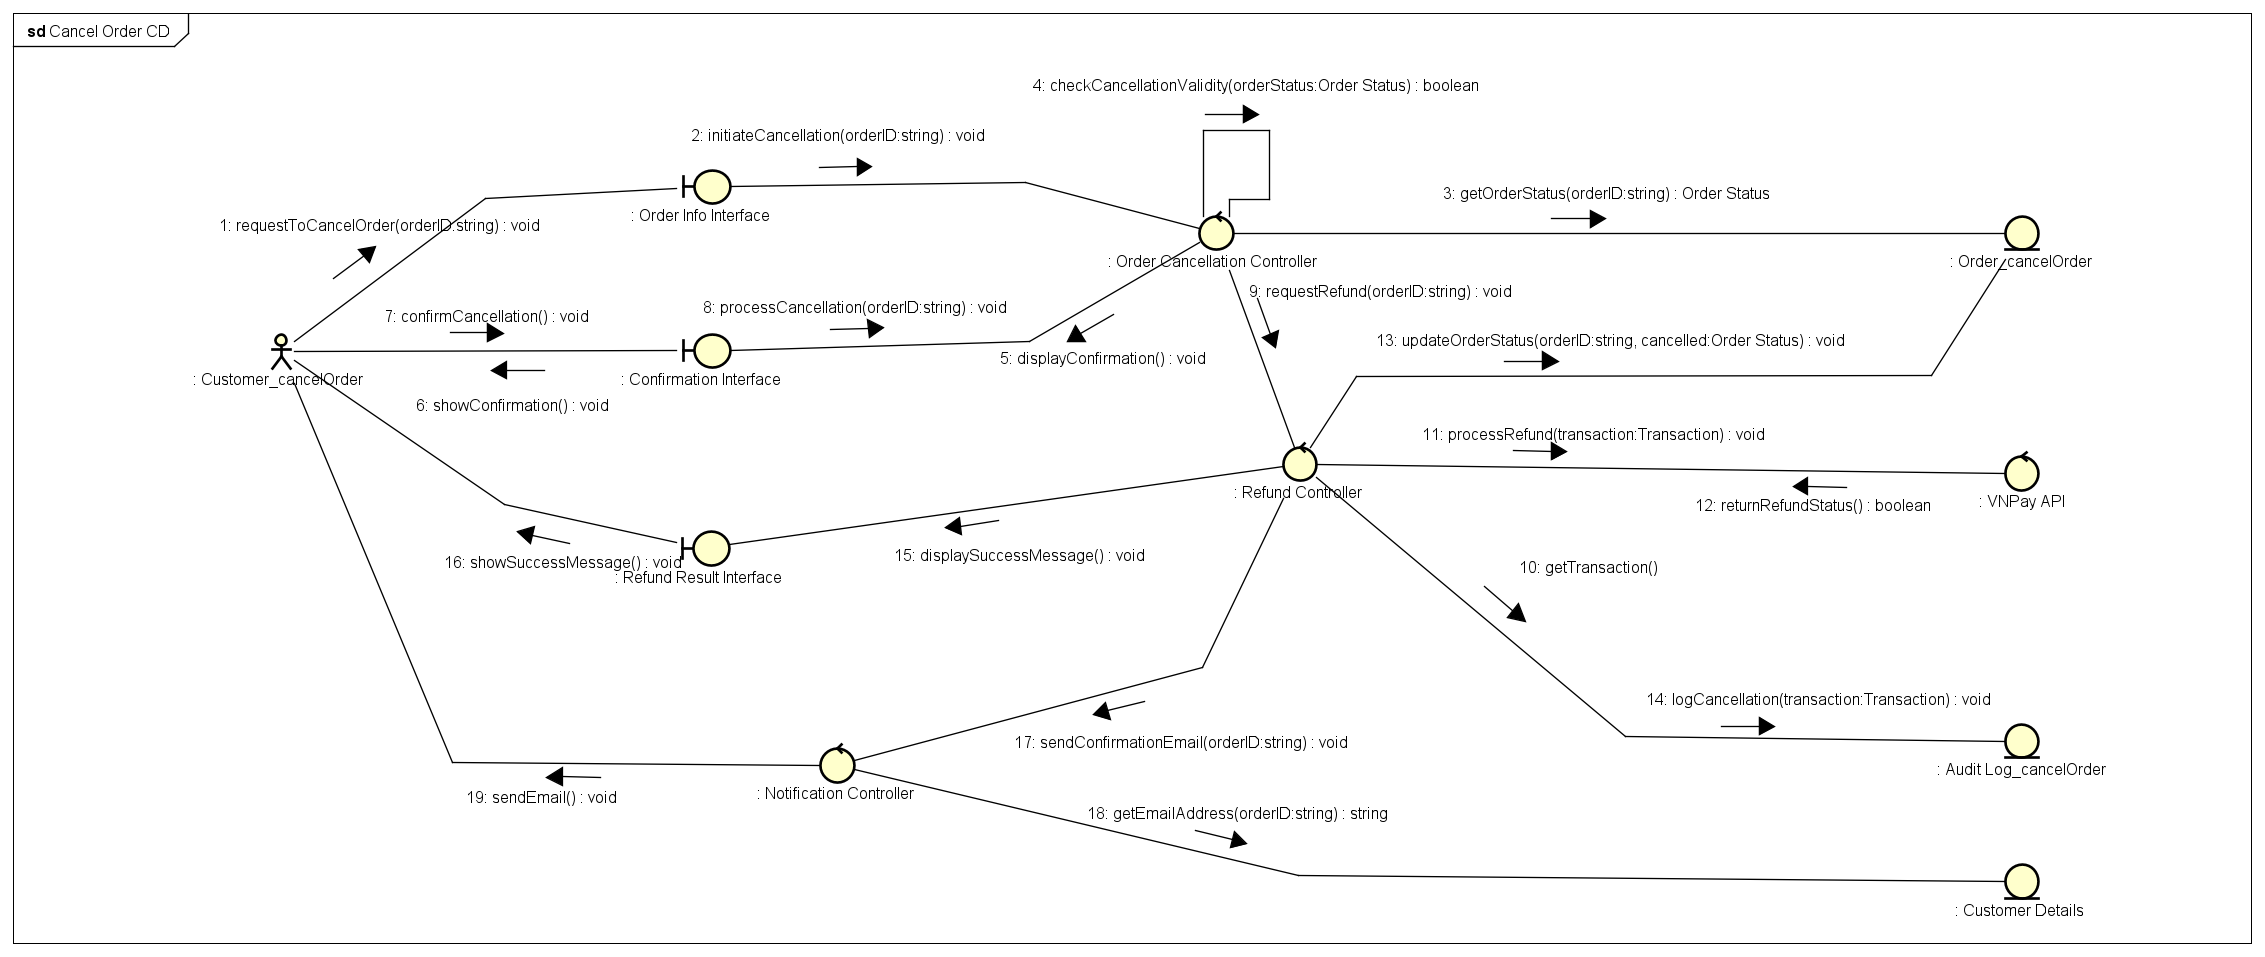 sd Cancel Order CD
4: checkCancellationValidity(orderStatus:Order Status) : boolean
2: initiateCancellation(orderID:string) : void
3: getOrderStatus(orderID:string) : Order Status
: Order Info Interface
1: requestToCancelOrder(orderID:string) : void
: Order Cancellation Controller
: Order_cancelOrder
9: requestRefund(orderID:string) : void
8: processCancellation(orderID:string) : void
7: confirmCancellation() : void
13: updateOrderStatus(orderID:string, cancelled:Order Status) : void
5: displayConfirmation() : void
: Customer_cancelOrder
: Confirmation Interface
6: showConfirmation() : void
11: processRefund(transaction:Transaction) : void
: Refund Controller
: VNPay API
12: returnRefundStatus() : boolean
15: displaySuccessMessage() : void
16: showSuccessMessage() : void
10: getTransaction()
: Refund Result Interface
14: logCancellation(transaction:Transaction) : void
17: sendConfirmationEmail(orderID:string) : void
: Audit Log_cancelOrder
: Notification Controller
19: sendEmail() : void
18: getEmailAddress(orderID:string) : string
: Customer Details